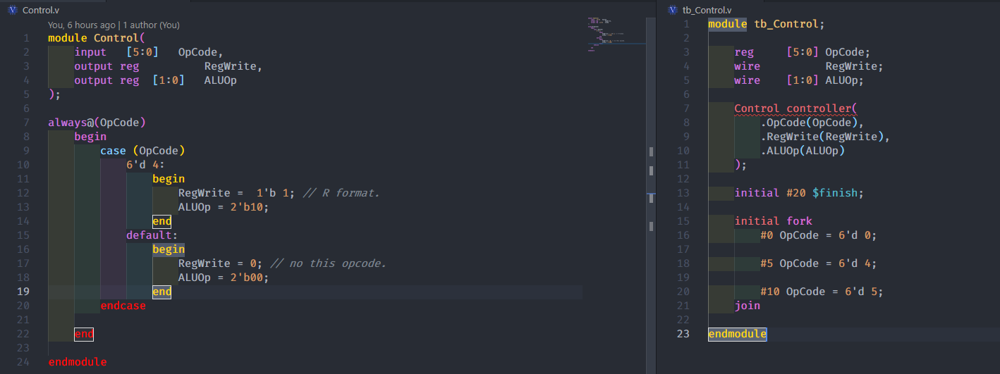 Control.v
You, 6 hours ago | 1 author (You)
1 module Control(
2 input [5:0] OpCode,
3 output reg RegWrite,
4 output reg [1:0] ALUOp
5 );
6
7 always@(OpCode)
8 begin
9 case (OpCode)
10 6'd 4:
11 begin
12 RegWrite = 1'b 1; // R format.
13 ALUOp = 2'b10;
14 end
15 default:
16 begin
17 RegWrite = 0; // no this opcode.
18 ALUOp = 2'b00;
19 end
20 endcase
21
22 end
23
24 endmodule
tb_Control.v
1 module tb_Control;
2
3 reg [5:0] OpCode;
4 wire RegWrite;
5 wire [1:0] ALUOp;
6
7 Control controller(
8 .OpCode(OpCode),
9 .RegWrite(RegWrite),
10 .ALUOp(ALUOp)
11 );
12
13 initial #20 $finish;
14
15 initial fork
16 #0 OpCode = 6'd 0;
17
18 #5 OpCode = 6'd 4;
19
20 #10 OpCode = 6'd 5;
21 join
22
23 endmodule